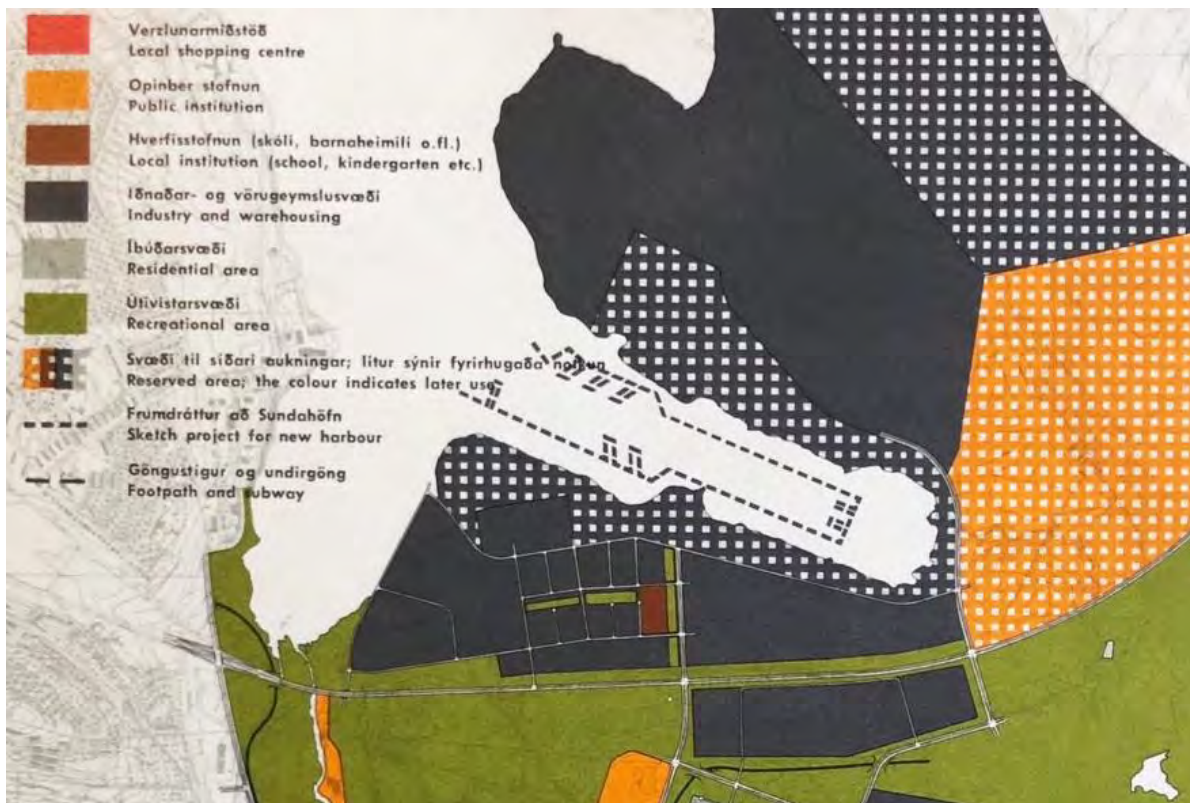 Verzlunarmiðstöð
Local shopping centre
Opinber stofnun
Public institution
Hverfisstofnun (skóli, barnaheimili o.fl.)
Local institution (school, kindergarten etc.)
Iðnaðar- og vörugeymslusvæði
Industry and warehousing
Íbúðarsvæði
Residential area
Útivistarsvæði
Recreational area
Svæði til síðari aukningar; litur sýnir fyrirhugaða notkun
Reserved area; the colour indicates later use
Frumdráttur að Sundahöfn
Sketch project for new harbour
Göngustigur og undirgöng
Footpath and subway